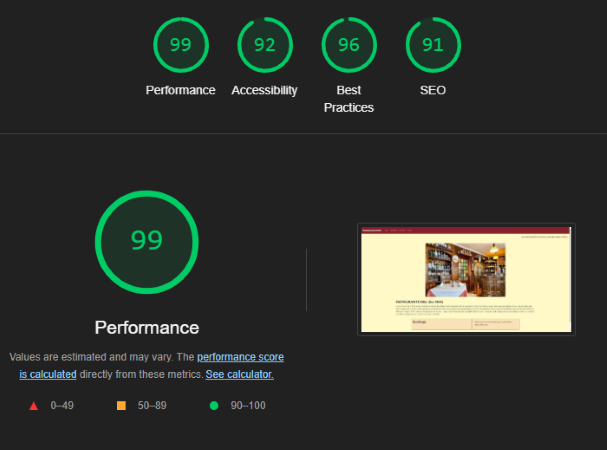 99
92
96
91
Performance
Accessibility
Best
Practices
SEO
99
Performance
Values are estimated and may vary. The performance score
is calculated directly from these metrics. See calculator.
0–49
50–89
90–100